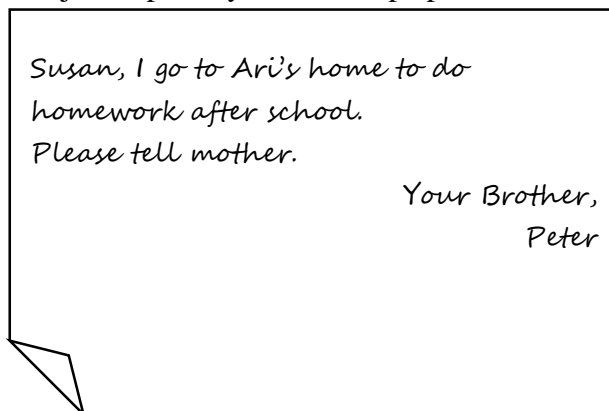 Susan, I go to Ari's home to do
homework after school.
Please tell mother.
Your Brother,
Peter